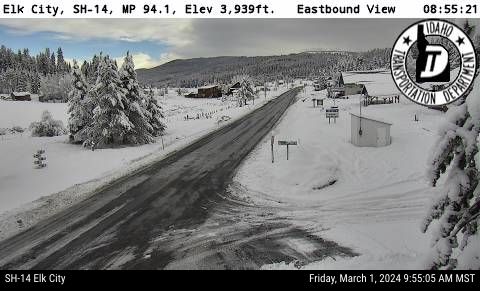 Elk City, SH-14, MP 94.1, Elev 3,939ft.   Eastbound View   08:55:21
IDAHO
TRANSPORTATION DEPARTMENT
SH-14 Elk City
Friday, March 1, 2024 9:55:05 AM MST